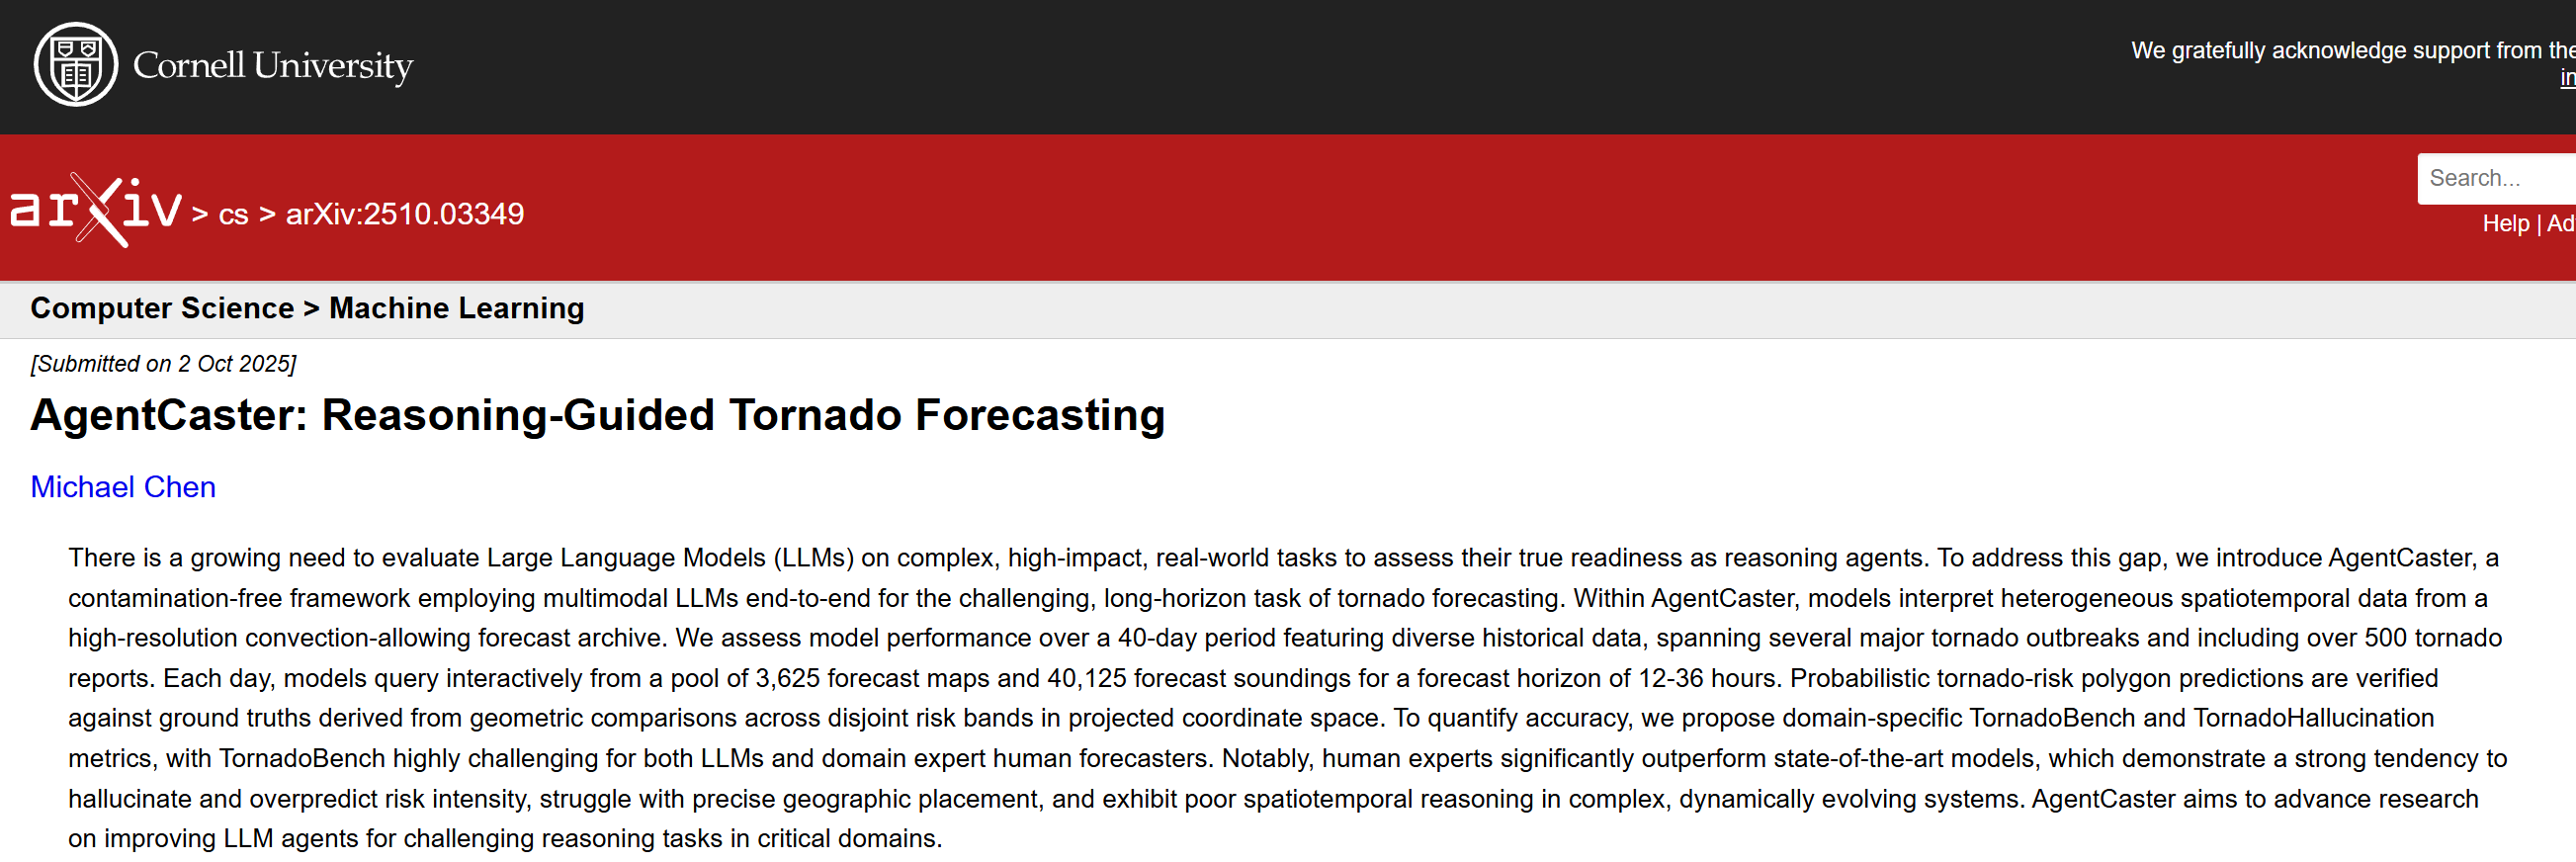 Cornell University
We gratefully acknowledge support from the
in
arXiv > cs > arXiv:2510.03349
Search...
Help | Ad
Computer Science > Machine Learning
[Submitted on 2 Oct 2025]
AgentCaster: Reasoning-Guided Tornado Forecasting
Michael Chen
There is a growing need to evaluate Large Language Models (LLMs) on complex, high-impact, real-world tasks to assess their true readiness as reasoning agents. To address this gap, we introduce AgentCaster, a
contamination-free framework employing multimodal LLMs end-to-end for the challenging, long-horizon task of tornado forecasting. Within AgentCaster, models interpret heterogeneous spatiotemporal data from a
high-resolution convection-allowing forecast archive. We assess model performance over a 40-day period featuring diverse historical data, spanning several major tornado outbreaks and including over 500 tornado
reports. Each day, models query interactively from a pool of 3,625 forecast maps and 40,125 forecast soundings for a forecast horizon of 12-36 hours. Probabilistic tornado-risk polygon predictions are verified
against ground truths derived from geometric comparisons across disjoint risk bands in projected coordinate space. To quantify accuracy, we propose domain-specific TornadoBench and TornadoHallucination
metrics, with TornadoBench highly challenging for both LLMs and domain expert human forecasters. Notably, human experts significantly outperform state-of-the-art models, which demonstrate a strong tendency to
hallucinate and overpredict risk intensity, struggle with precise geographic placement, and exhibit poor spatiotemporal reasoning in complex, dynamically evolving systems. AgentCaster aims to advance research
on improving LLM agents for challenging reasoning tasks in critical domains.